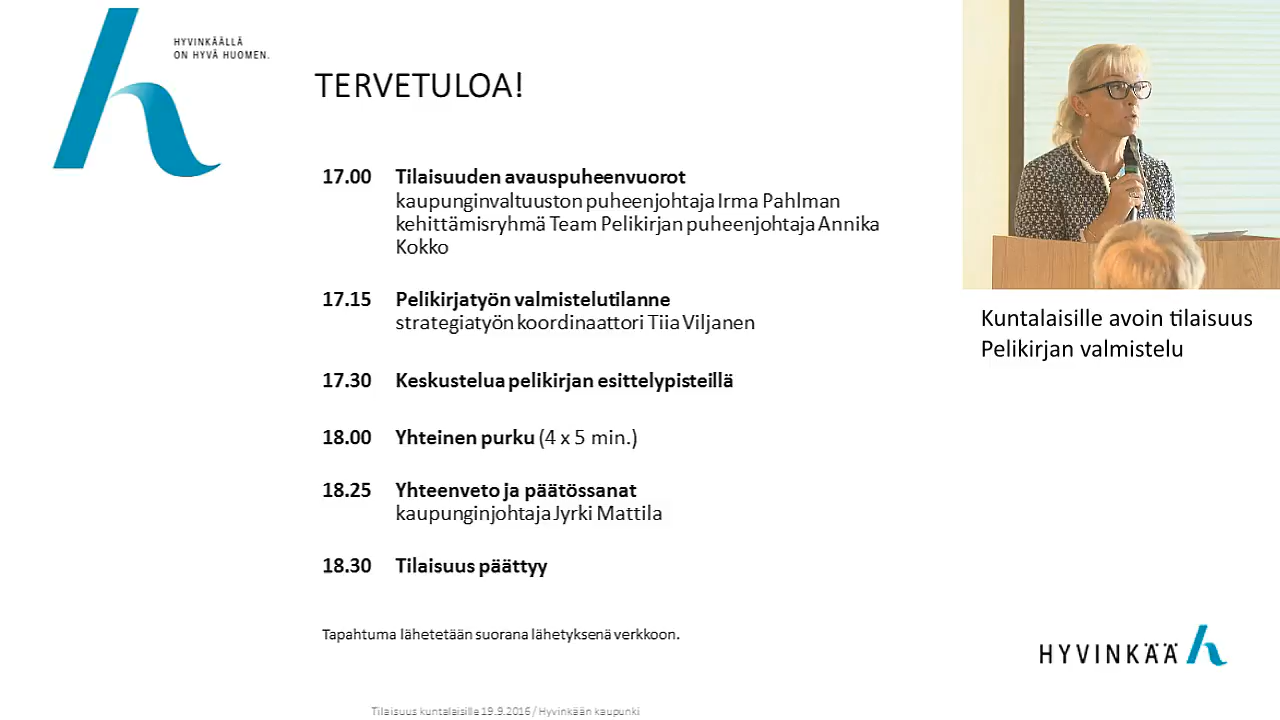 HYVINKÄÄLLÄ
ON HYVÄ HUOMEN.
TERVETULOA!
17.00 Tilaisuuden avauspuheenvuorot
kaupunginvaltuuston puheenjohtaja Irma Pahlman
kehittämisryhmä Team Pelikirjan puheenjohtaja Annika
Kokko
17.15 Pelikirjatyön valmistelutilanne
strategiatyön koordinaattori Tiia Viljanen
17.30 Keskustelua pelikirjan esittelypisteillä
18.00 Yhteinen purku (4 x 5 min.)
18.25 Yhteenveto ja päätössanat
kaupunginjohtaja Jyrki Mattila
18.30 Tilaisuus päättyy
Tapahtuma lähetetään suorana lähetyksenä verkkoon.
Tilaisuus kuntalaisille 19.9.2016 / Hyvinkään kaupunki
Kuntalaisille avoin tilaisuus
Pelikirjan valmistelu
HYVINKÄÄ